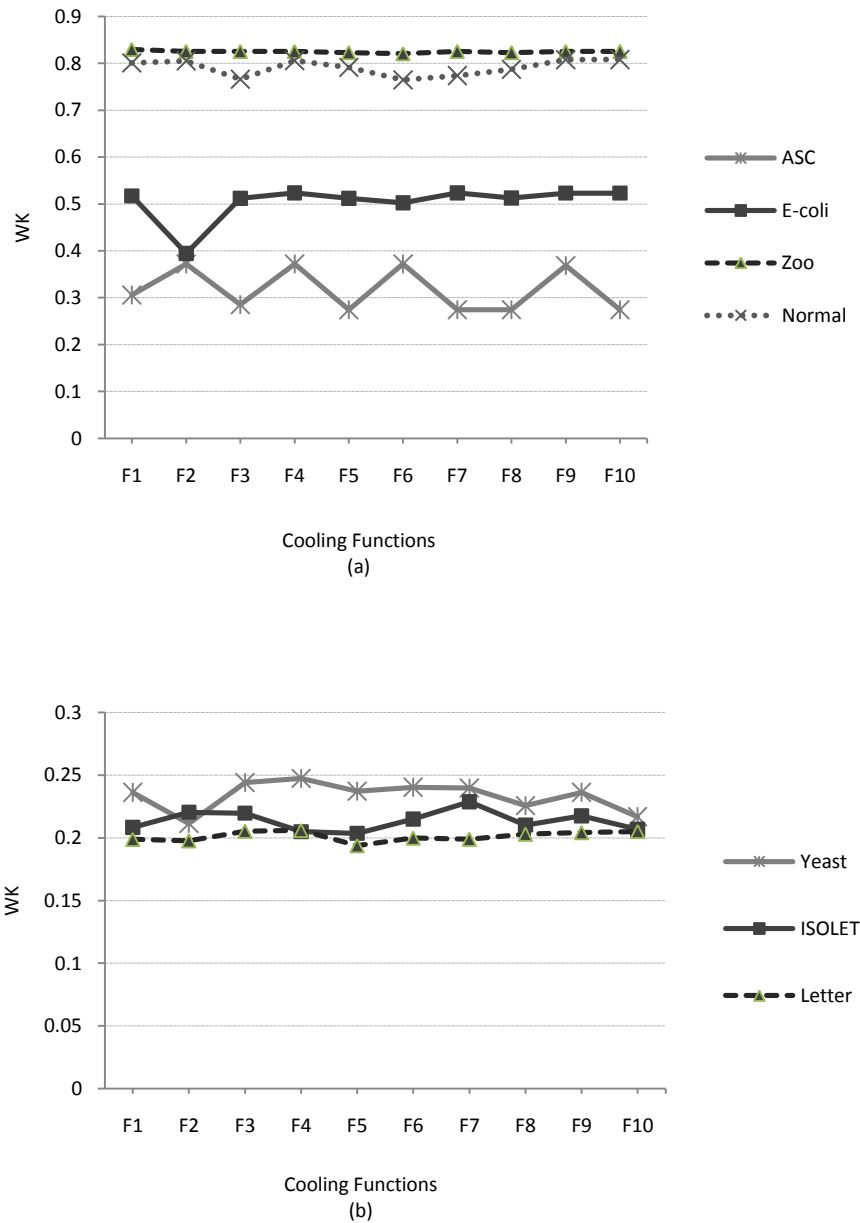 0.9
0.8
0.7
0.6
0.5
0.4
0.3
0.2
0.1
0
WK
F1 F2 F3 F4 F5 F6 F7 F8 F9 F10
Cooling Functions
(a)
ASC
E-coli
Zoo
Normal
0.3
0.25
0.2
0.15
0.1
0.05
0
WK
F1 F2 F3 F4 F5 F6 F7 F8 F9 F10
Cooling Functions
(b)
Yeast
ISOLET
Letter